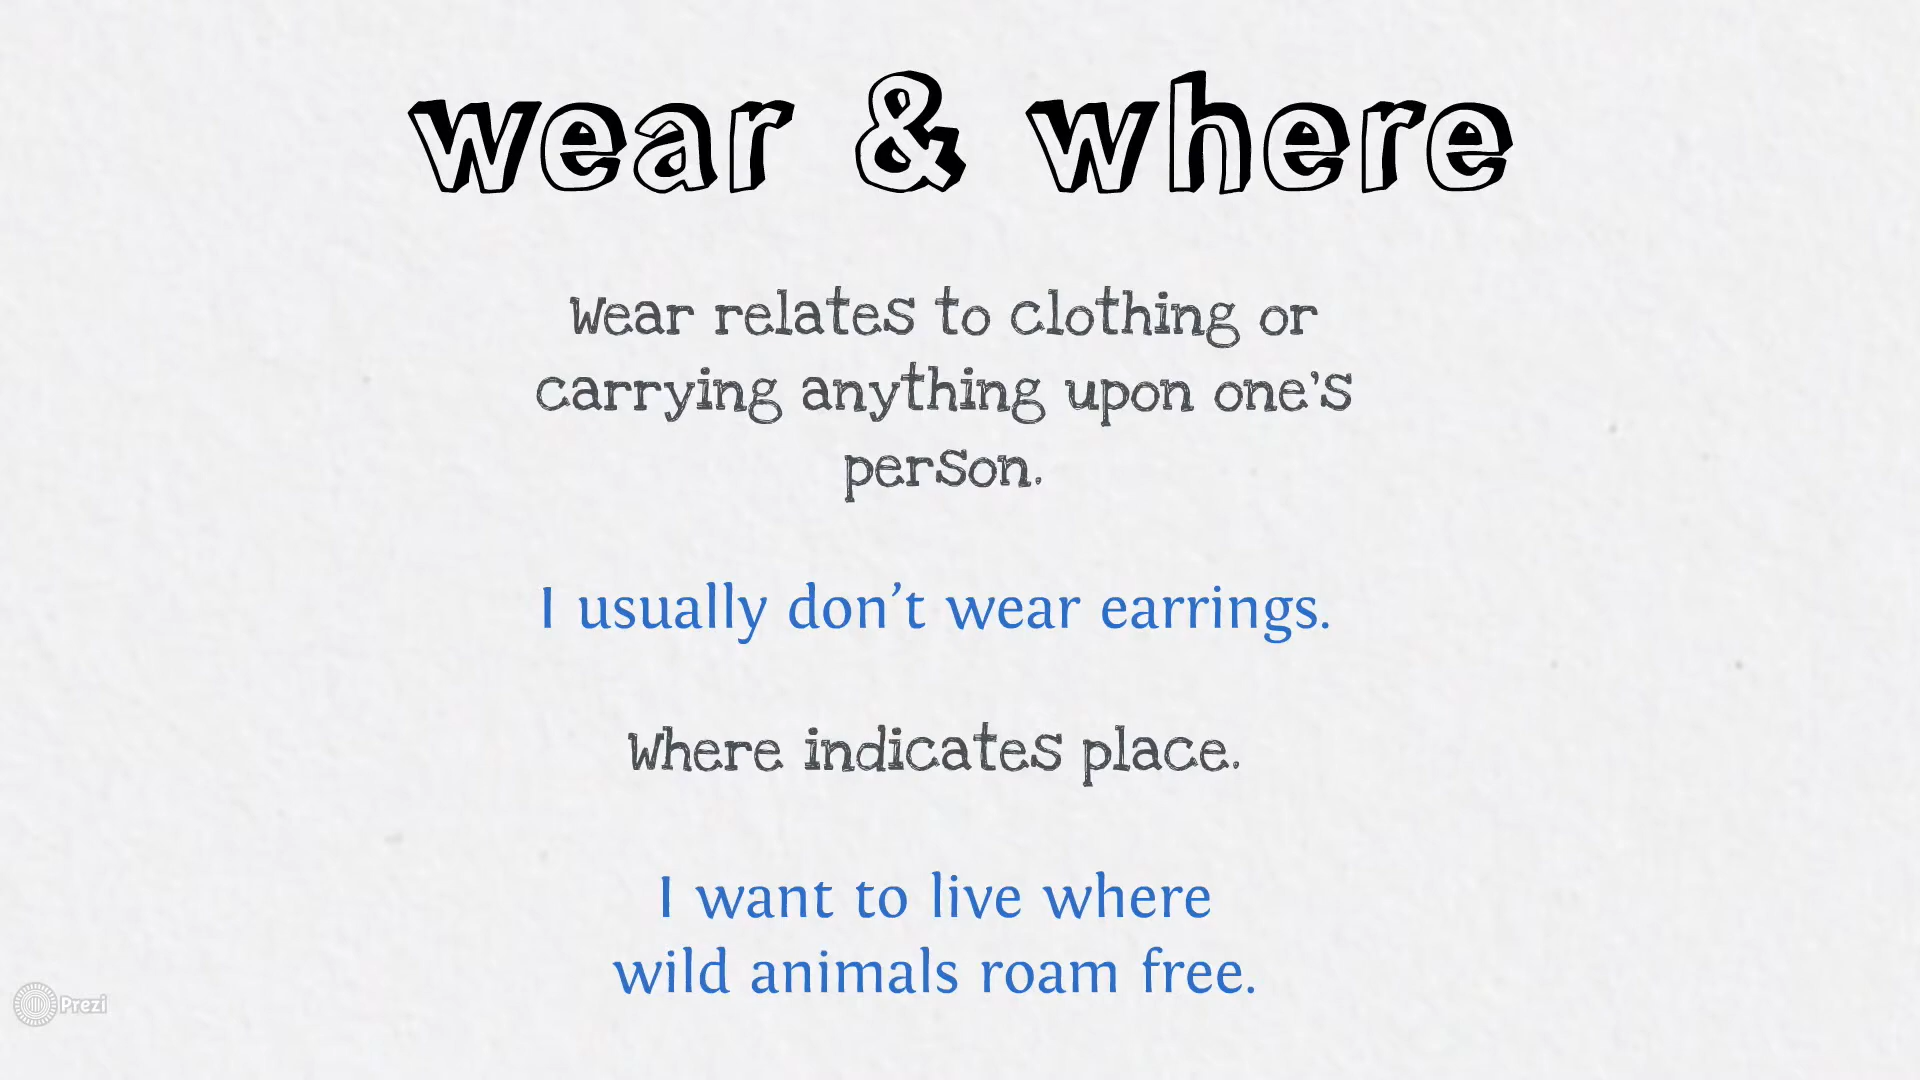 wear & where
Wear relates to clothing or
carrying anything upon one's
person.
I usually don't wear earrings.
Where indicates place.
I want to live where
wild animals roam free.
Prezi